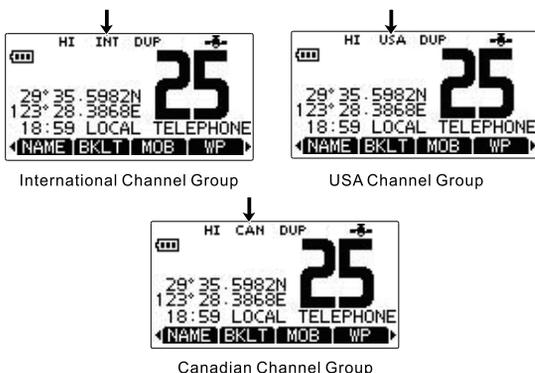 HI INT DUP
25
29° 35.5982N
123° 28.3868E
18:59 LOCAL TELEPHONE
NAME BKLT MOB WP
International Channel Group
HI USA DUP
25
29° 35.5982N
123° 28.3868E
18:59 LOCAL TELEPHONE
NAME BKLT MOB WP
USA Channel Group
HI CAN DUP
25
29° 35.5982N
123° 28.3868E
18:59 LOCAL TELEPHONE
NAME BKLT MOB WP
Canadian Channel Group